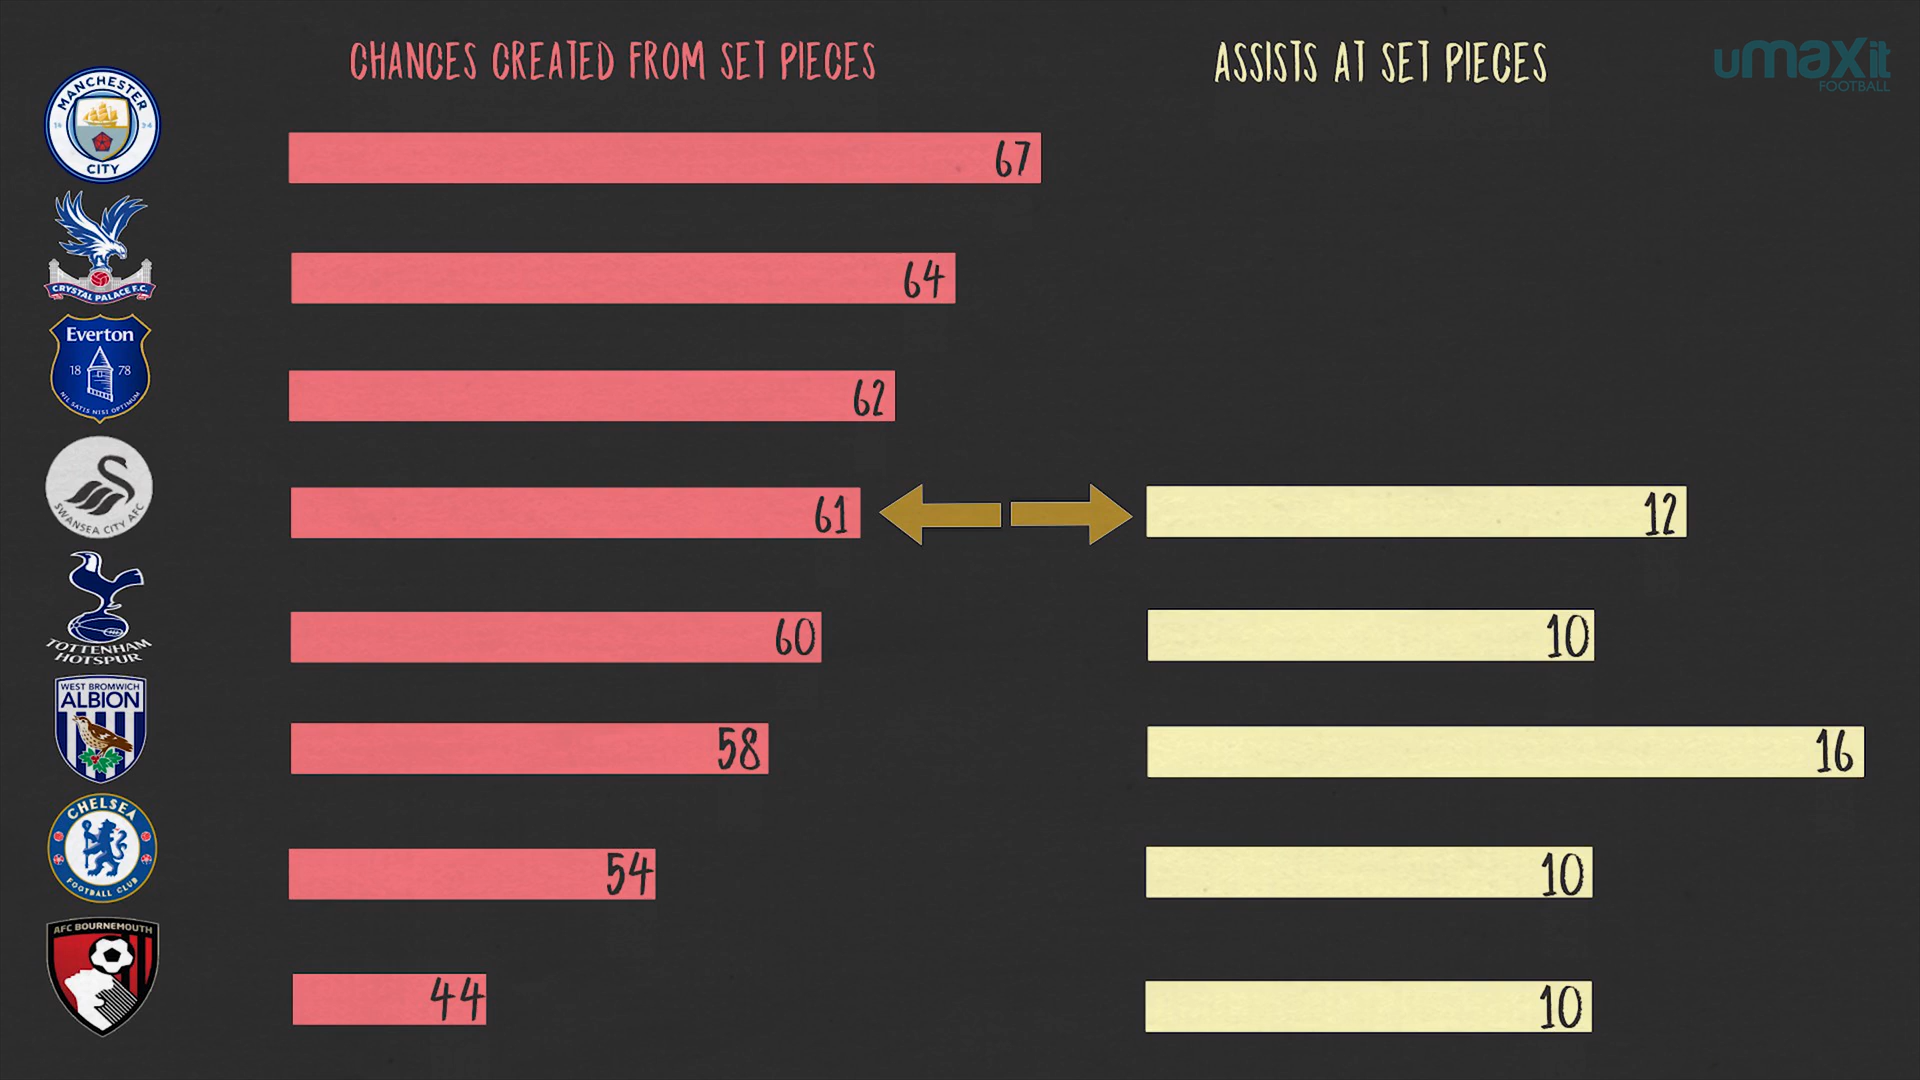 CHANCES CREATED FROM SET PIECES
ASSISTS AT SET PIECES
umaxit
FOOTBALL
MANCHESTER
CITY
67
CRYSTAL PALACE F.C.
64
Everton
18 78
NIL SATIS NISI OPTIMUM
62
SWANSEA CITY AFC
61
12
TOTTENHAM
HOTSPUR
60
10
WEST BROMWICH
ALBION
58
16
CHELSEA
FOOTBALL CLUB
54
10
AFC BOURNEMOUTH
44
10